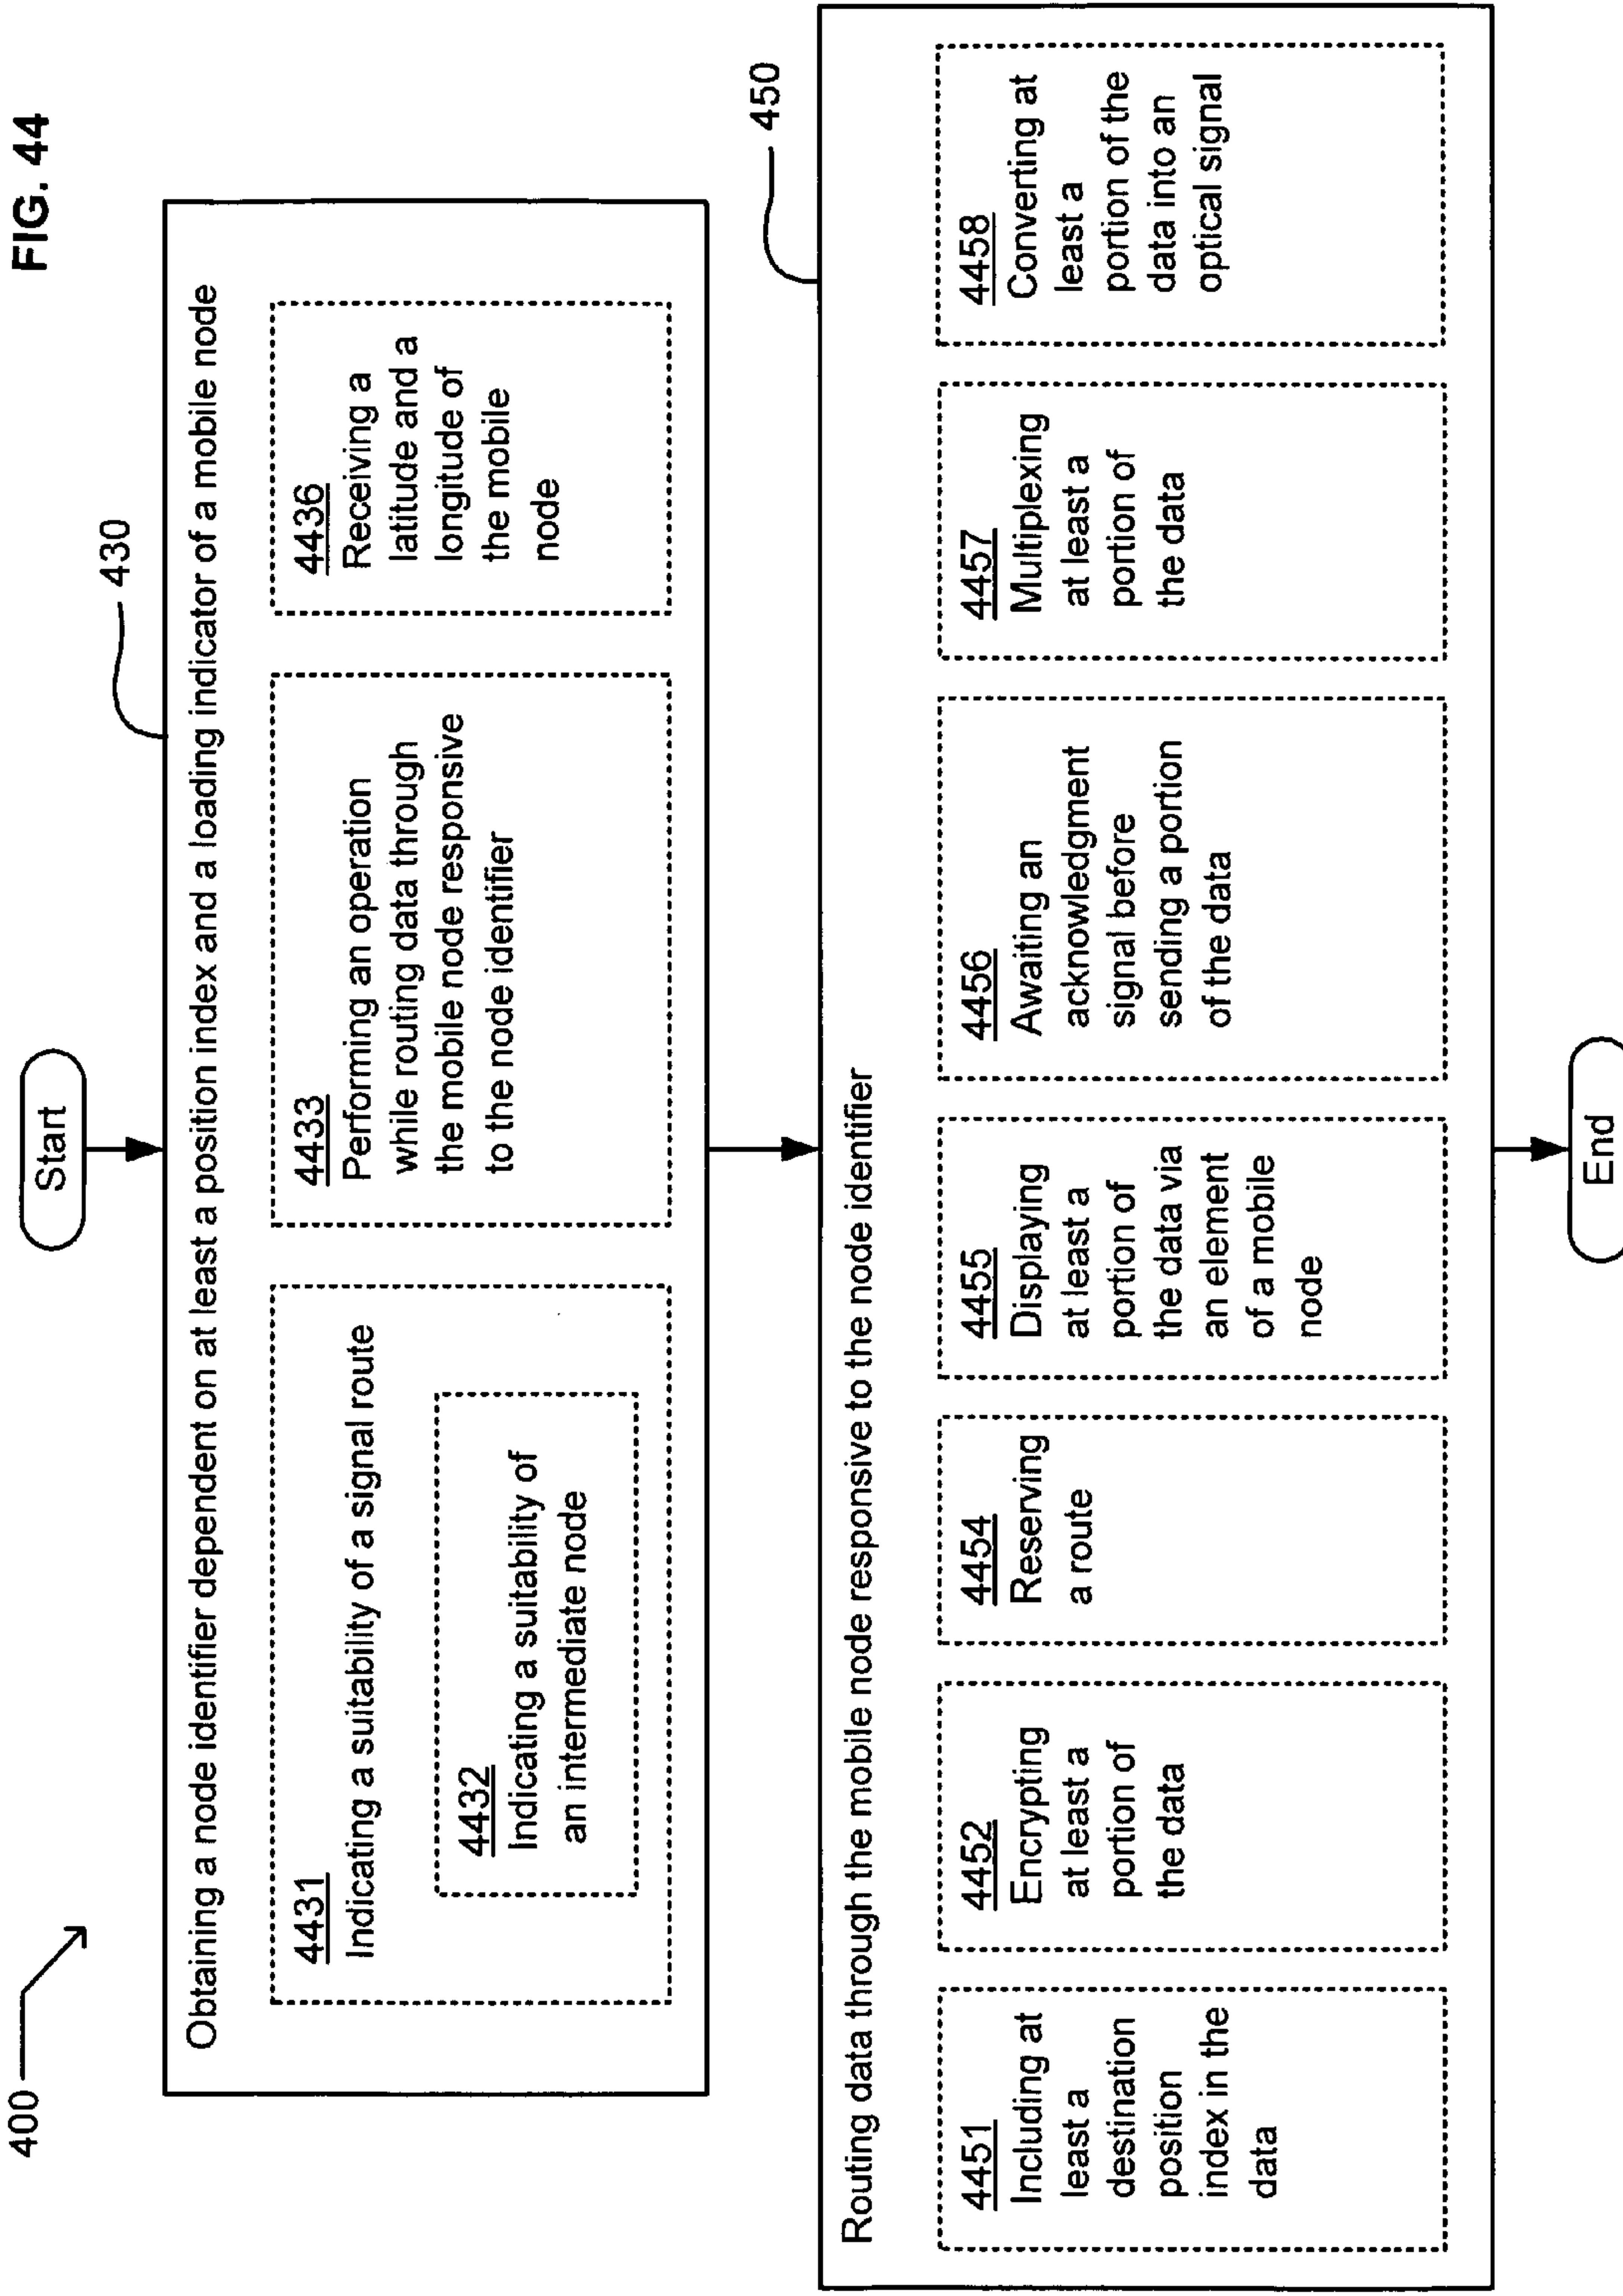 FIG. 44
400
Start
430
Obtaining a node identifier dependent on at least a position index and a loading indicator of a mobile node
4431
Indicating a suitability of a signal route
4432
Indicating a suitability of
an intermediate node
4433
Performing an operation
while routing data through
the mobile node responsive
to the node identifier
4436
Receiving a
latitude and a
longitude of
the mobile
node
450
Routing data through the mobile node responsive to the node identifier
4451
Including at
least a
destination
position
index in the
data
4452
Encrypting
at least a
portion of
the data
4454
Reserving
a route
4455
Displaying
at least a
portion of
the data via
an element
of a mobile
node
4456
Awaiting an
acknowledgment
signal before
sending a portion
of the data
4457
Multiplexing
at least a
portion of
the data
4458
Converting at
least a
portion of the
data into an
optical signal
End